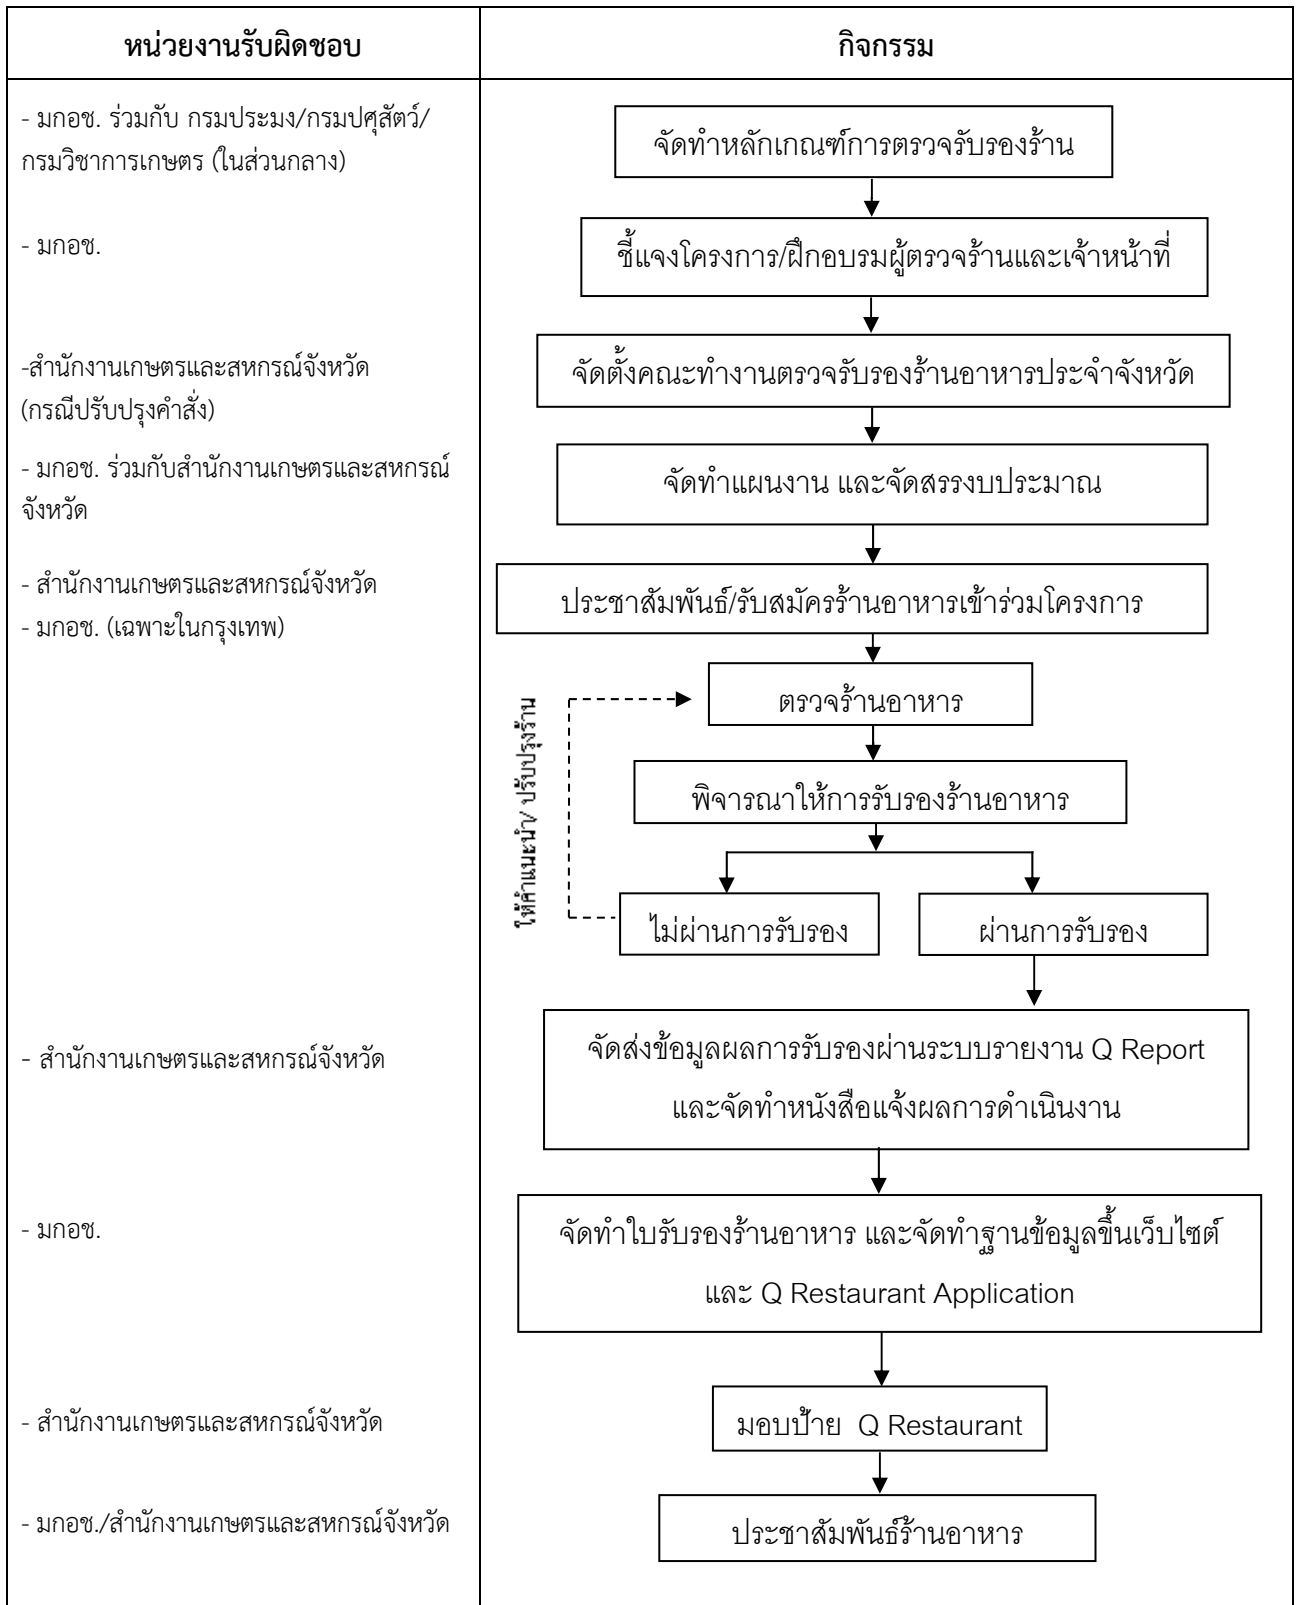 หน่วยงานรับผิดชอบ
กิจกรรม
- มกอช. ร่วมกับ กรมประมง/กรมปศุสัตว์/
กรมวิชาการเกษตร (ในส่วนกลาง)
จัดทำหลักเกณฑ์การตรวจรับรองร้าน
- มกอช.
ชี้แจงโครงการ/ฝึกอบรมผู้ตรวจร้านและเจ้าหน้าที่
-สำนักงานเกษตรและสหกรณ์จังหวัด
(กรณีปรับปรุงคำสั่ง)
จัดตั้งคณะทำงานตรวจรับรองร้านอาหารประจำจังหวัด
- มกอช. ร่วมกับสำนักงานเกษตรและสหกรณ์
จังหวัด
จัดทำแผนงาน และจัดสรรงบประมาณ
- สำนักงานเกษตรและสหกรณ์จังหวัด
- มกอช. (เฉพาะในกรุงเทพ)
ประชาสัมพันธ์/รับสมัครร้านอาหารเข้าร่วมโครงการ
ตรวจร้านอาหาร
ให้คำแนะนำ/ ปรับปรุงร้าน
พิจารณาให้การรับรองร้านอาหาร
ไม่ผ่านการรับรอง
ผ่านการรับรอง
- สำนักงานเกษตรและสหกรณ์จังหวัด
จัดส่งข้อมูลผลการรับรองผ่านระบบรายงาน Q Report
และจัดทำหนังสือแจ้งผลการดำเนินงาน
- มกอช.
จัดทำใบรับรองร้านอาหาร และจัดทำฐานข้อมูลขึ้นเว็บไซต์
และ Q Restaurant Application
- สำนักงานเกษตรและสหกรณ์จังหวัด
มอบป้าย Q Restaurant
- มกอช./สำนักงานเกษตรและสหกรณ์จังหวัด
ประชาสัมพันธ์ร้านอาหาร